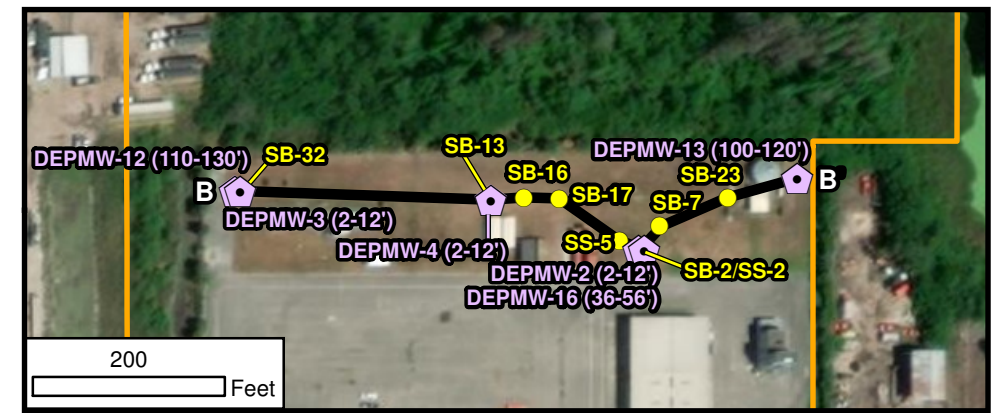 SB-13
DEPMW-13 (100-120')
DEPMW-12 (110-130')
SB-32
SB-16
SB-23
B
SB-17
SB-7
B'
DEPMW-3 (2-12')
DEPMW-4 (2-12')
SS-5
DEPMW-2 (2-12')
SB-2/SS-2
DEPMW-16 (36-56')
200
Feet